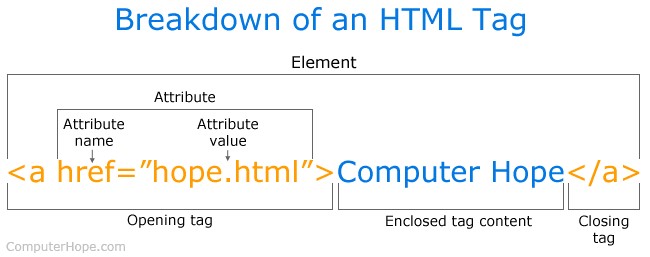 Breakdown of an HTML Tag
Element
Attribute
Attribute name
Attribute value
<a href=”hope.html”>Computer Hope</a>
Opening tag
Enclosed tag content
Closing tag
ComputerHope.com